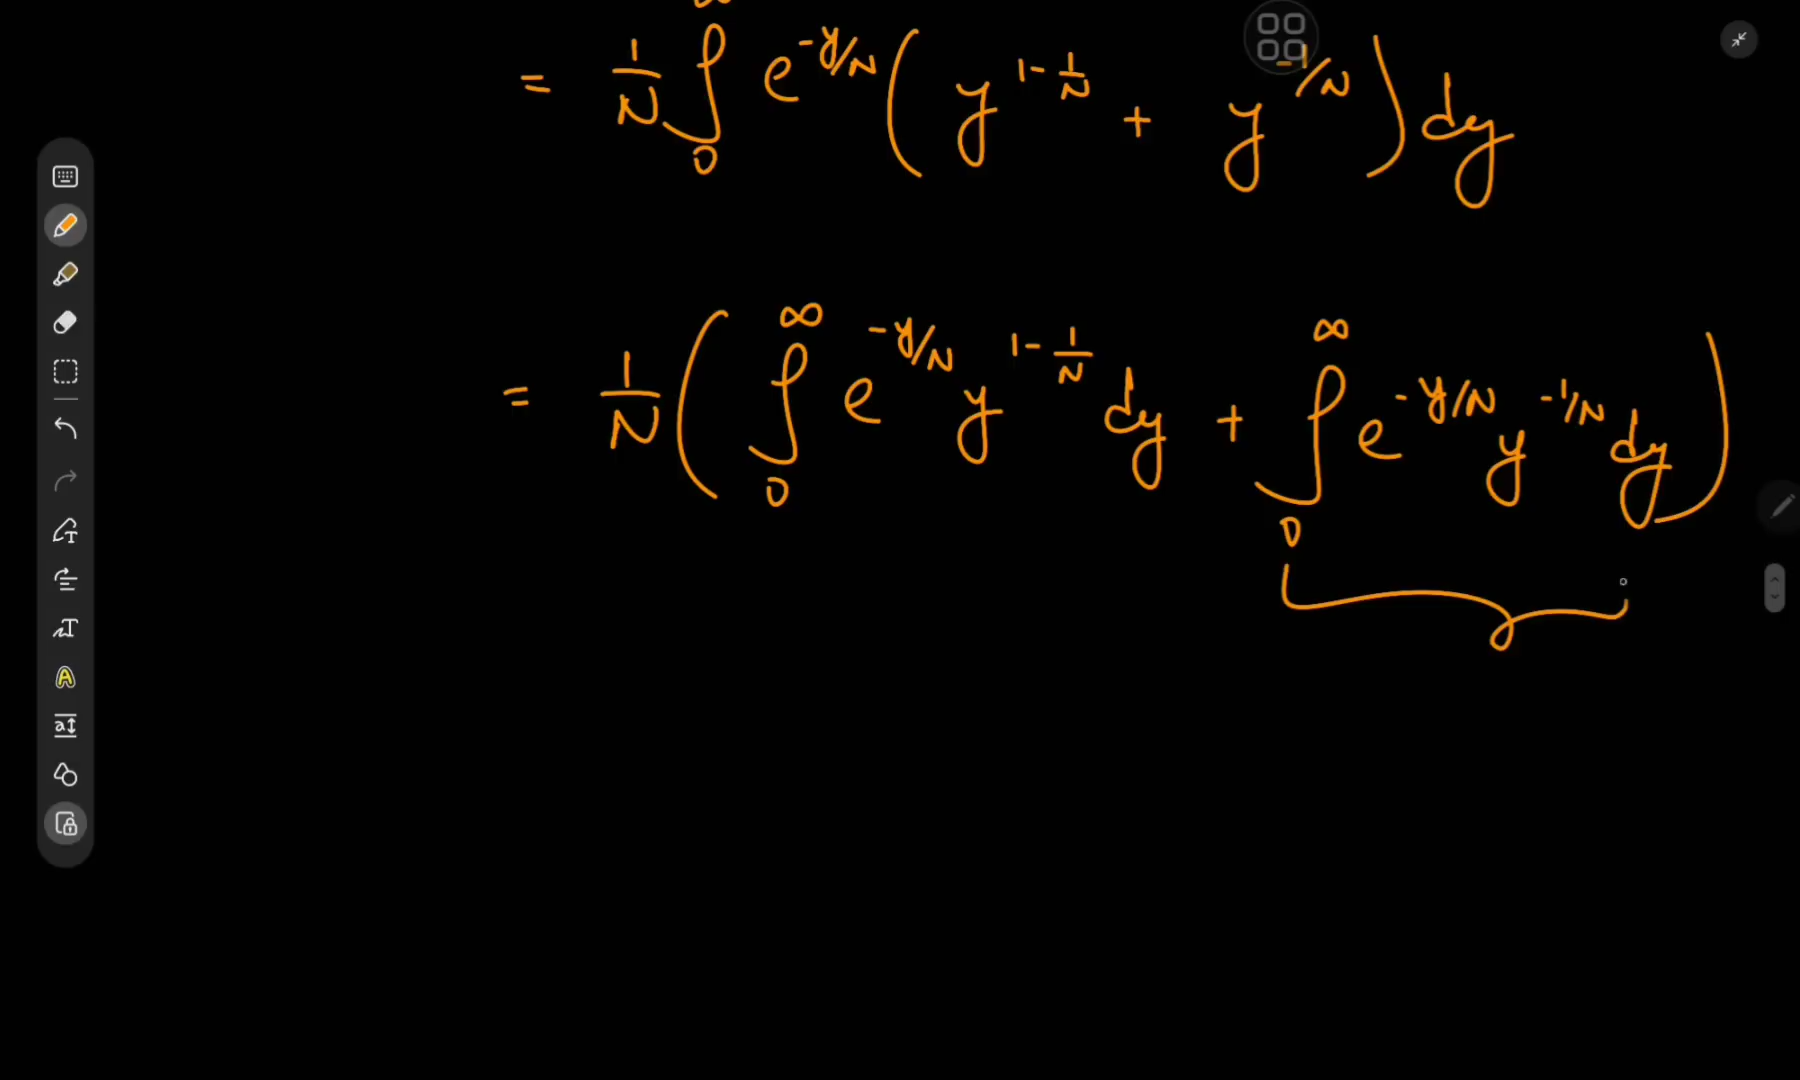 = 1/N ∫₀^∞ e^{-y/N} ( y^{1-1/N} + y^{-1/N} ) dy
= 1/N ( ∫₀^∞ e^{-y/N} y^{1-1/N} dy + ∫₀^∞ e^{-y/N} y^{-1/N} dy )